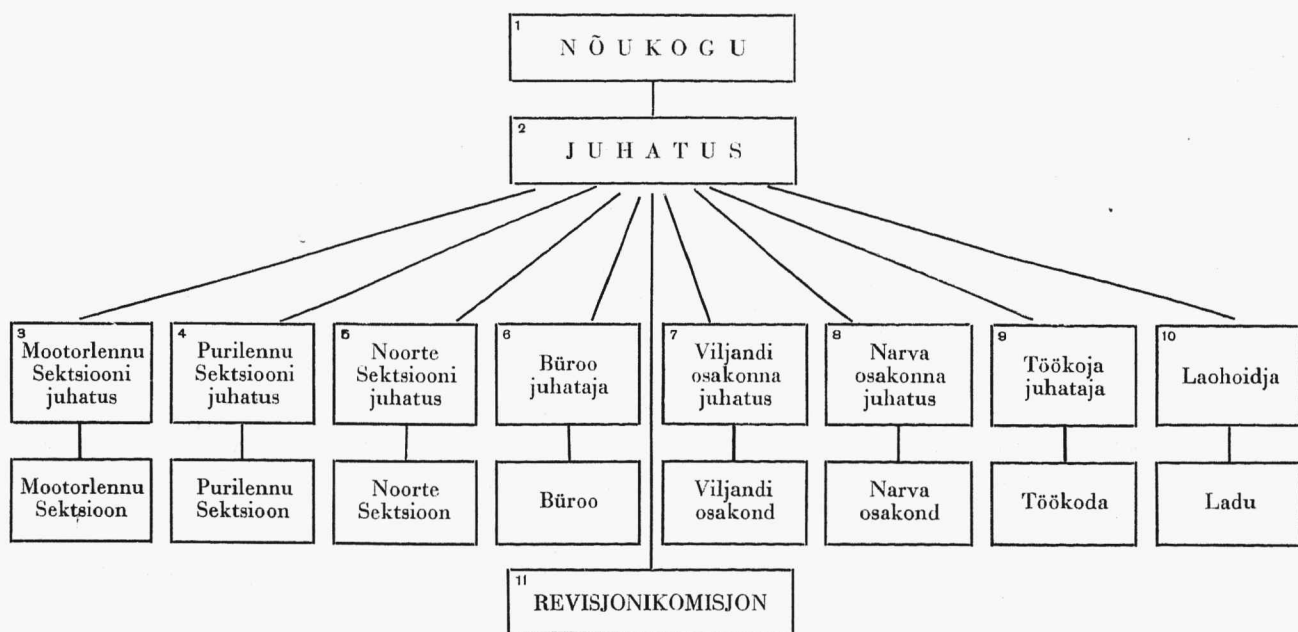 1
NÕUKOGU
2
JUHATUS
3
Mootorlennu
Sektsiooni
juhatus
4
Purilennu
Sektsiooni
juhatus
5
Noorte
Sektsiooni
juhatus
6
Büroo
juhataja
7
Viljandi
osakonna
juhatus
8
Narva
osakonna
juhatus
9
Töökoja
juhataja
10
Laohoidja
Mootorlennu
Sektsioon
Purilennu
Sektsioon
Noorte
Sektsioon
Büroo
Viljandi
osakond
Narva
osakond
Töökoda
Ladu
11
REVISJONIKOMISJON